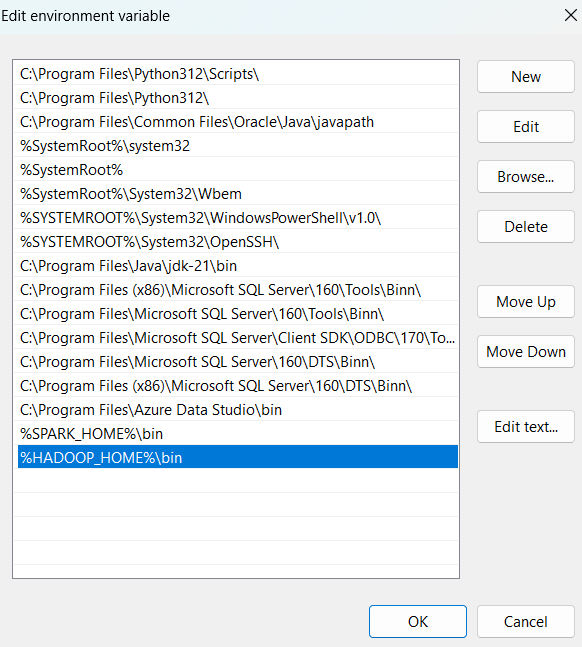 Edit environment variable
C:\Program Files\Python312\Scripts\
New
C:\Program Files\Python312\
C:\Program Files\Common Files\Oracle\Java\javapath
Edit
%SystemRoot%\system32
%SystemRoot%
Browse...
%SystemRoot%\System32\Wbem
%SYSTEMROOT%\System32\WindowsPowerShell\v1.0\
Delete
%SYSTEMROOT%\System32\OpenSSH\
C:\Program Files\Java\jdk-21\bin
C:\Program Files (x86)\Microsoft SQL Server\160\Tools\Binn\
Move Up
C:\Program Files\Microsoft SQL Server\160\Tools\Binn\
C:\Program Files\Microsoft SQL Server\Client SDK\ODBC\170\To...
Move Down
C:\Program Files\Microsoft SQL Server\160\DTS\Binn\
C:\Program Files (x86)\Microsoft SQL Server\160\DTS\Binn\
C:\Program Files\Azure Data Studio\bin
Edit text...
%SPARK_HOME%\bin
%HADOOP_HOME%\bin
OK
Cancel